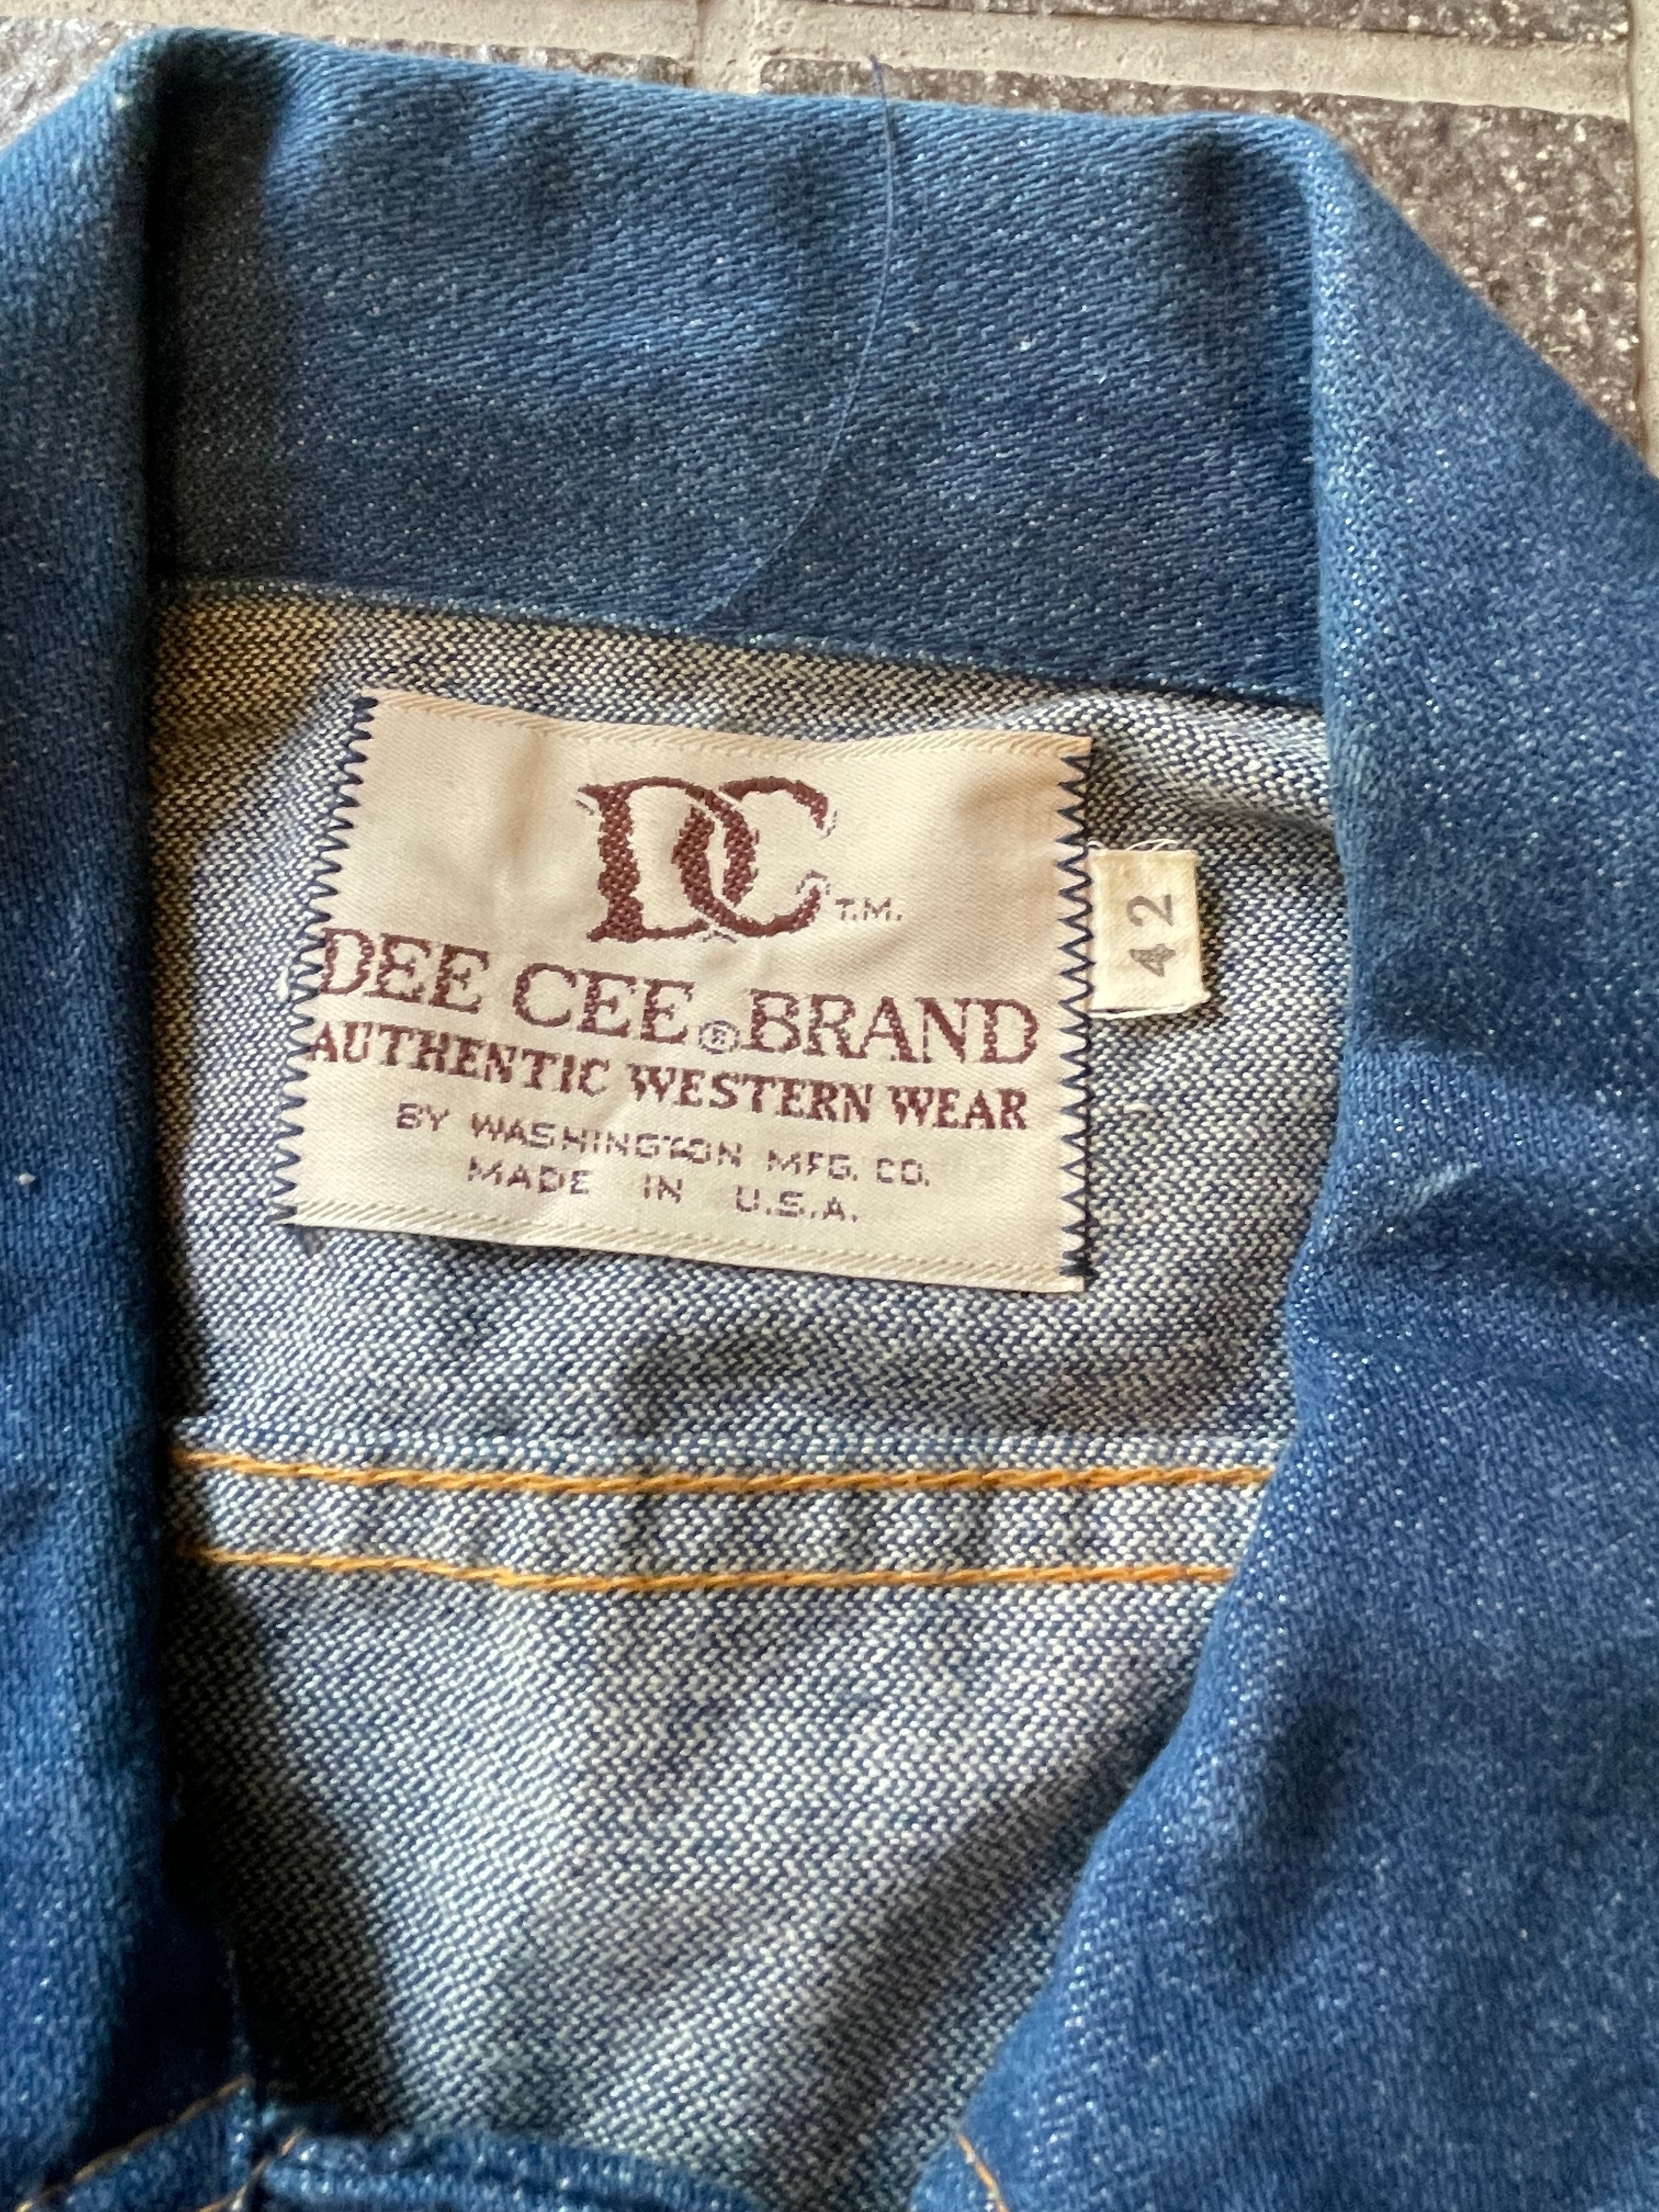 DC T.M.
DEE CEE ® BRAND
AUTHENTIC WESTERN WEAR
BY WASHINGTON MFG. CO.
MADE IN U.S.A.
42